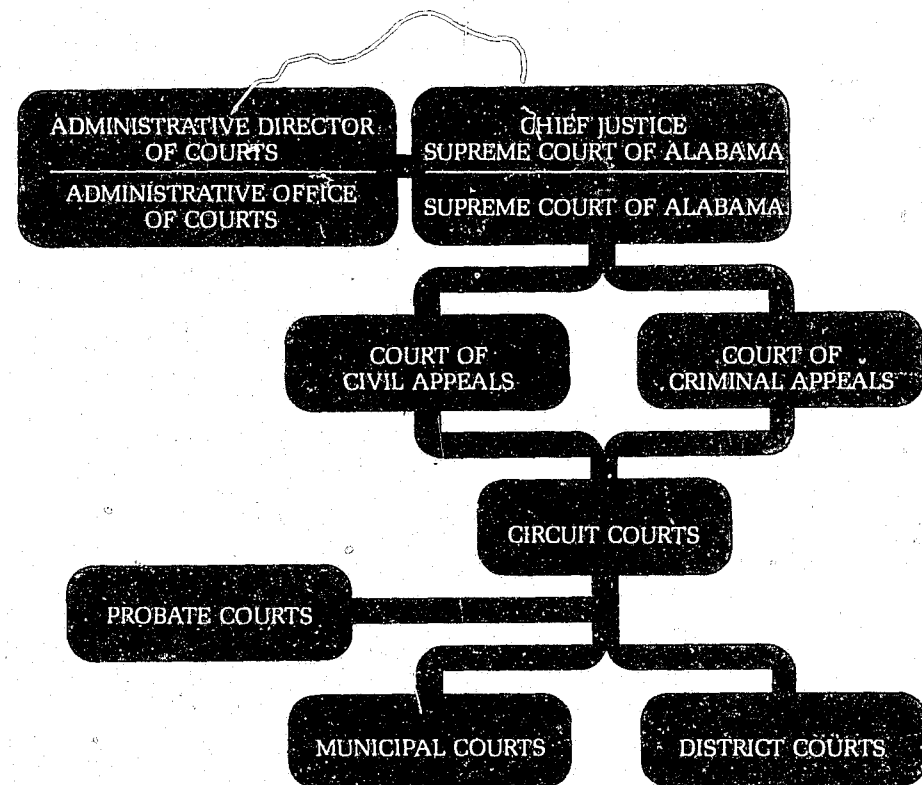 ADMINISTRATIVE DIRECTOR
OF COURTS
ADMINISTRATIVE OFFICE
OF COURTS
CHIEF JUSTICE
SUPREME COURT OF ALABAMA
SUPREME COURT OF ALABAMA
COURT OF
CIVIL APPEALS
COURT OF
CRIMINAL APPEALS
CIRCUIT COURTS
PROBATE COURTS
MUNICIPAL COURTS
DISTRICT COURTS